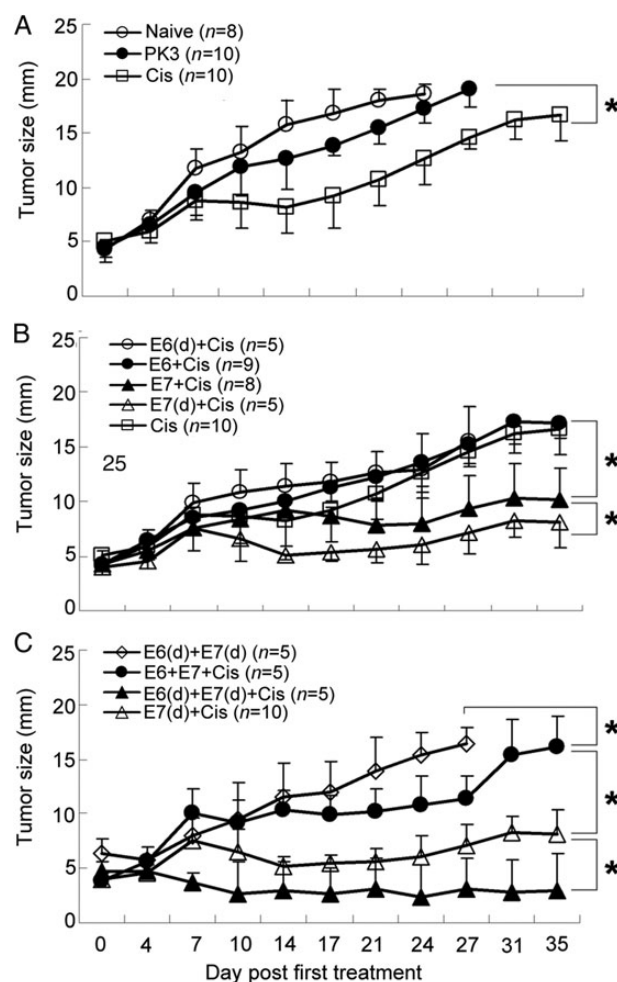 A
Naive (n=8)
PK3 (n=10)
Cis (n=10)
Tumor size (mm)
25
20
15
10
5
0
*
B
E6(d)+Cis (n=5)
E6+Cis (n=9)
E7+Cis (n=8)
E7(d)+Cis (n=5)
Cis (n=10)
Tumor size (mm)
25
20
15
10
5
0
25
*
*
C
E6(d)+E7(d) (n=5)
E6+E7+Cis (n=5)
E6(d)+E7(d)+Cis (n=5)
E7(d)+Cis (n=10)
Tumor size (mm)
25
20
15
10
5
0
*
*
*
0 4 7 10 14 17 21 24 27 31 35
Day post first treatment